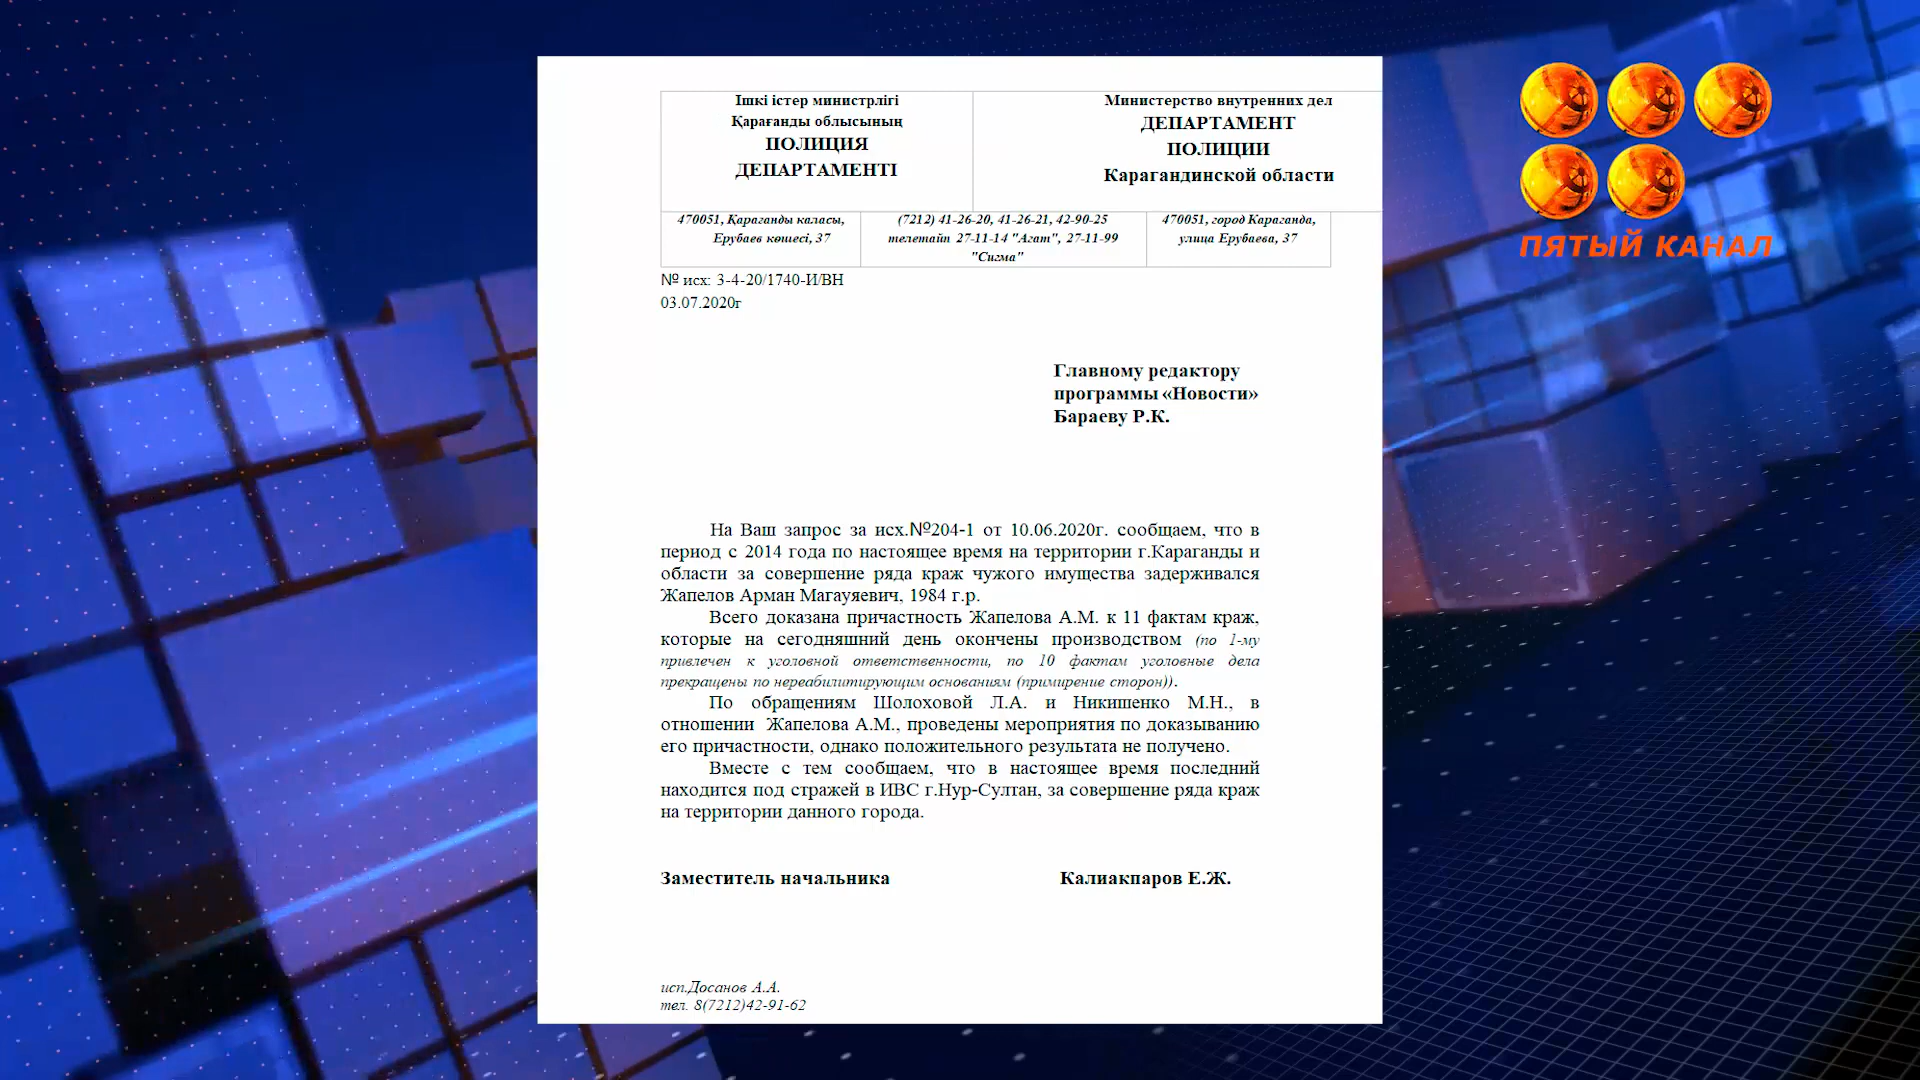 Ішкі істер министрлігі
Қарағанды облысының
ПОЛИЦИЯ
ДЕПАРТАМЕНТІ
Министерство внутренних дел
ДЕПАРТАМЕНТ
ПОЛИЦИИ
Карагандинской области
470051, Қарағанды каласы,
Ерубаев көшесі, 37
(7212) 41-26-20, 41-26-21, 42-90-25
телетайп 27-11-14 "Агат", 27-11-99
"Сигма"
470051, город Караганда,
улица Ерубаева, 37
№ исх: 3-4-20/1740-И/ВН
03.07.2020г
Главному редактору
программы «Новости»
Бараеву Р.К.
На Ваш запрос за исх.№204-1 от 10.06.2020г. сообщаем, что в
период с 2014 года по настоящее время на территории г.Караганды и
области за совершение ряда краж чужого имущества задерживался
Жапелов Арман Магауяевич, 1984 г.р.
Всего доказана причастность Жапелова А.М. к 11 фактам краж,
которые на сегодняшний день окончены производством (по 1-му
привлечен к уголовной ответственности, по 10 фактам уголовные дела
прекращены по нереабилитирующим основаниям (примирение сторон)).
По обращениям Шолоховой Л.А. и Никишенко М.Н., в
отношении Жапелова А.М., проведены мероприятия по доказыванию
его причастности, однако положительного результата не получено.
Вместе с тем сообщаем, что в настоящее время последний
находится под стражей в ИВС г.Нур-Султан, за совершение ряда краж
на территории данного города.
Заместитель начальника Калиакпаров Е.Ж.
исп.Досанов А.А.
тел. 8(7212)42-91-62
ПЯТЫЙ КАНАЛ